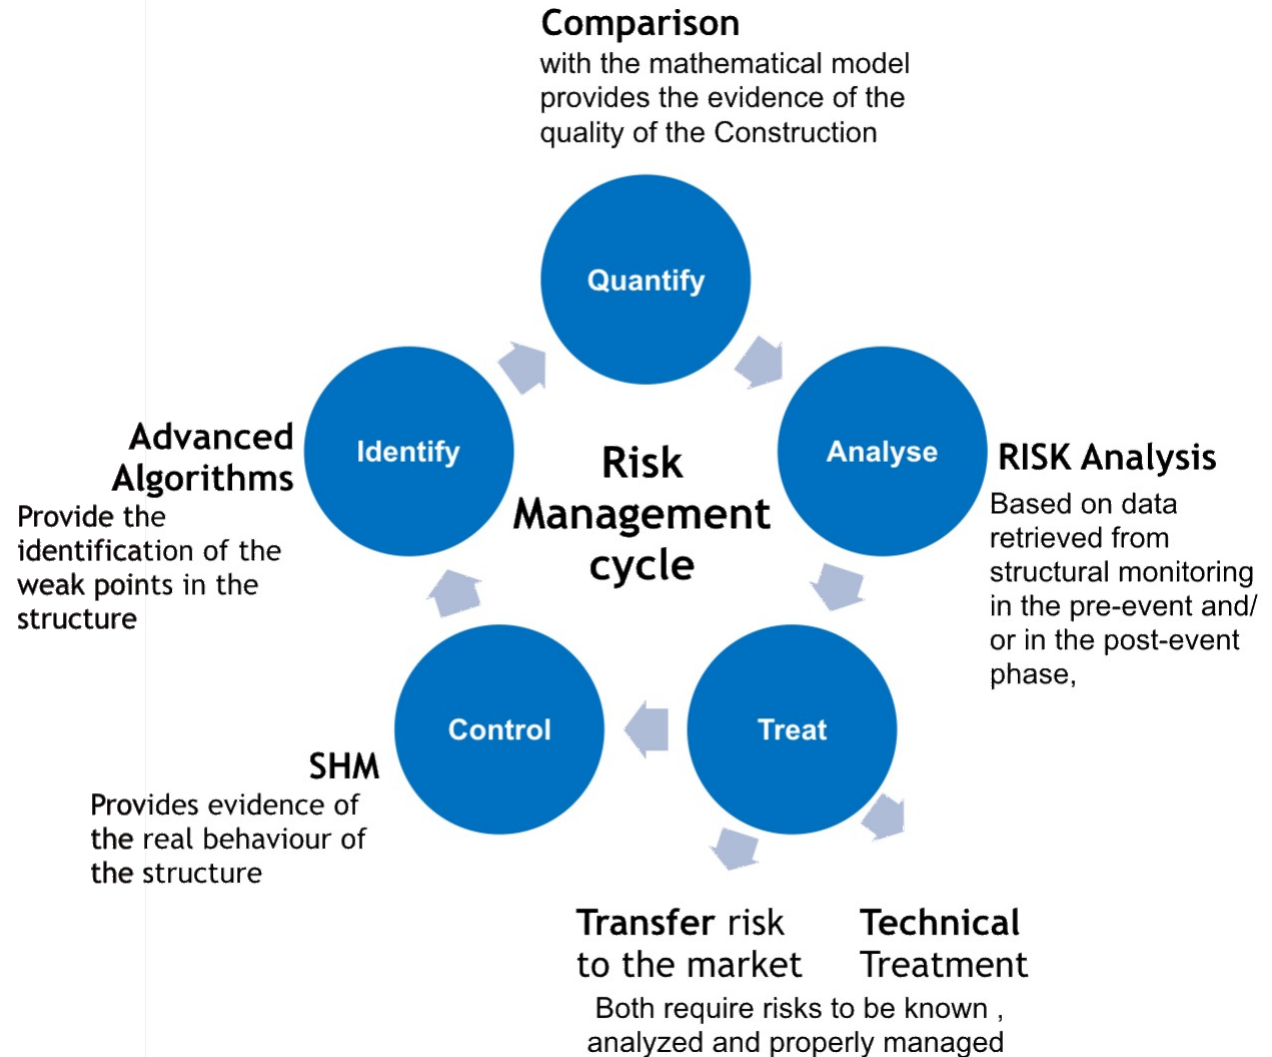 Comparison
with the mathematical model
provides the evidence of the
quality of the Construction
Quantify
Identify
Analyse
Risk
Management
cycle
Advanced
Algorithms
Provide the
identification of the
weak points in the
structure
RISK Analysis
Based on data
retrieved from
structural monitoring
in the pre-event and/
or in the post-event
phase,
Control
Treat
SHM
Provides evidence of
the real behaviour of
the structure
Transfer risk
to the market
Technical
Treatment
Both require risks to be known ,
analyzed and properly managed